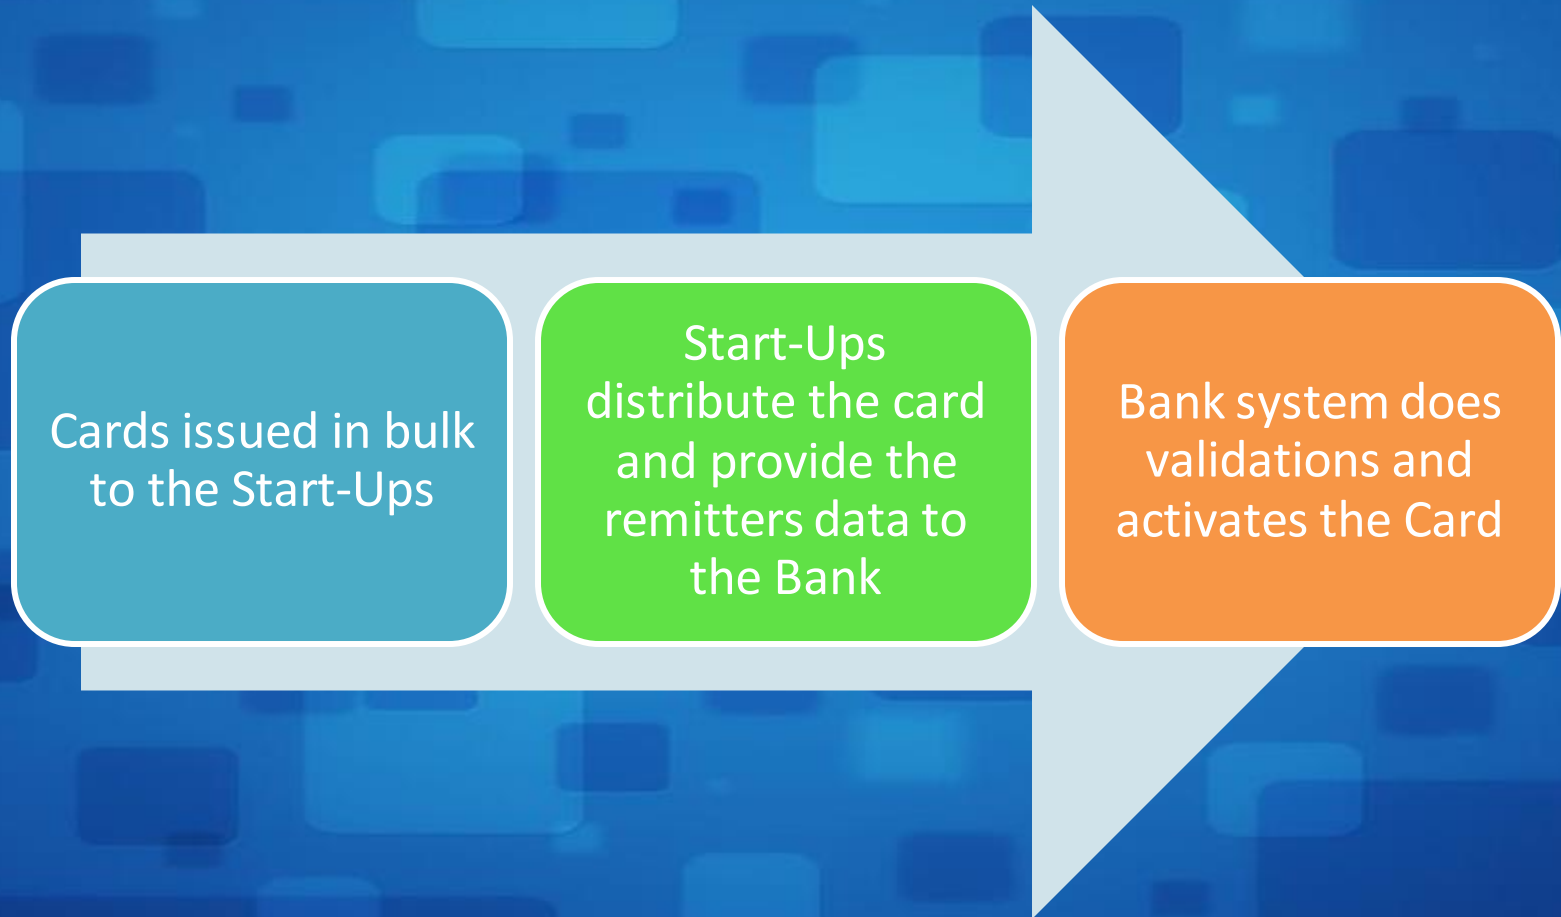 Cards issued in bulk
to the Start-Ups
Start-Ups
distribute the card
and provide the
remitters data to
the Bank
Bank system does
validations and
activates the Card